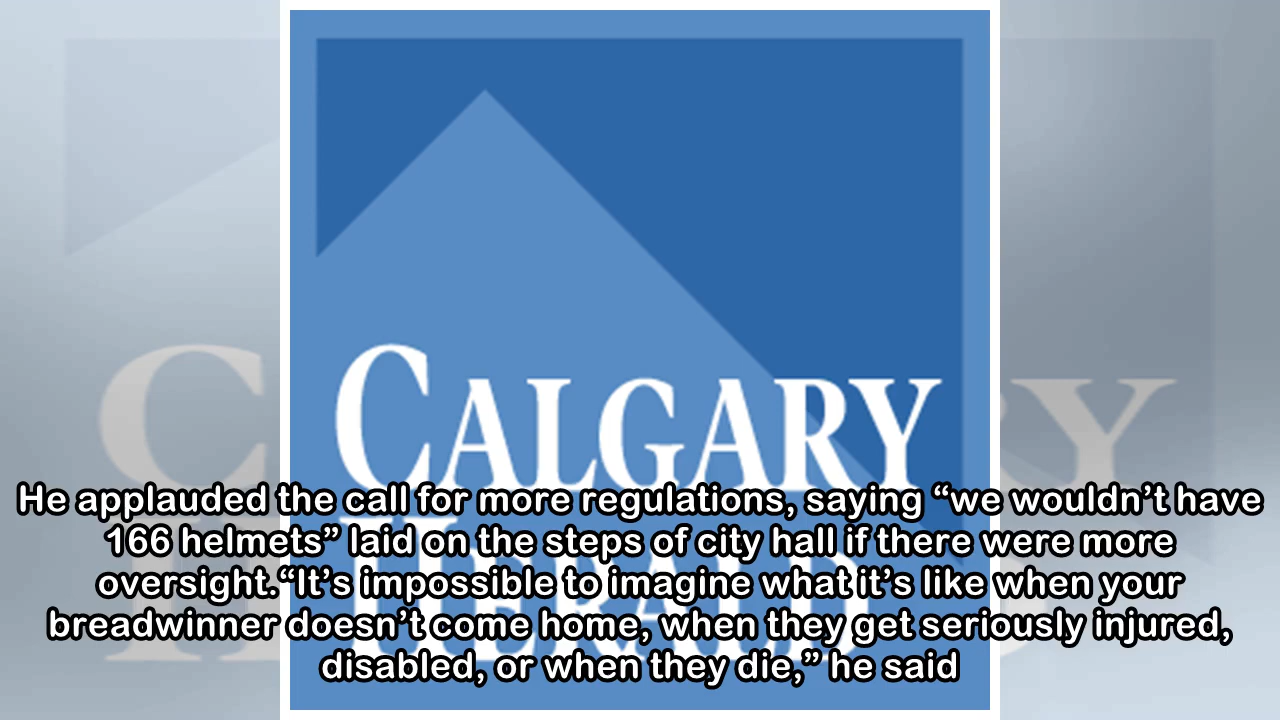 CALGARY
HERALD
He applauded the call for more regulations, saying “we wouldn’t have
166 helmets” laid on the steps of city hall if there were more
oversight.“It’s impossible to imagine what it’s like when your
breadwinner doesn’t come home, when they get seriously injured,
disabled, or when they die,” he said